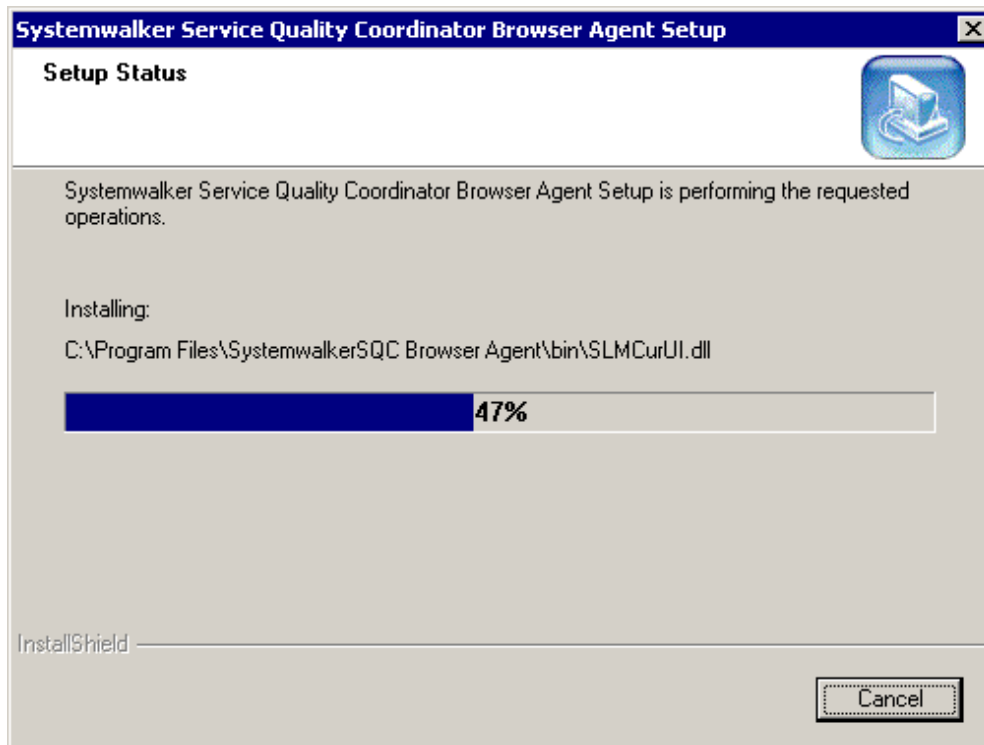 Systemwalker Service Quality Coordinator Browser Agent Setup
Setup Status
Systemwalker Service Quality Coordinator Browser Agent Setup is performing the requested
operations.
Installing:
C:\Program Files\SystemwalkerSQC Browser Agent\bin\SLMCurUI.dll
47%
InstallShield
Cancel